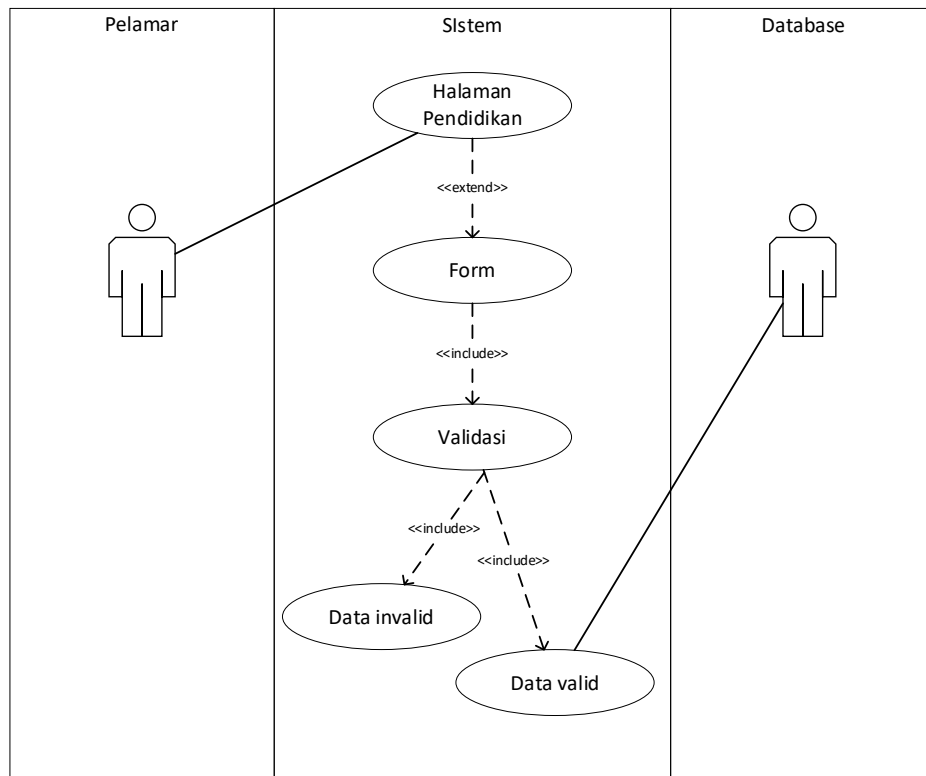 Pelamar
SIstem
Database
Halaman
Pendidikan
<<extend>>
Form
<<include>>
Validasi
<<include>>
<<include>>
Data invalid
Data valid